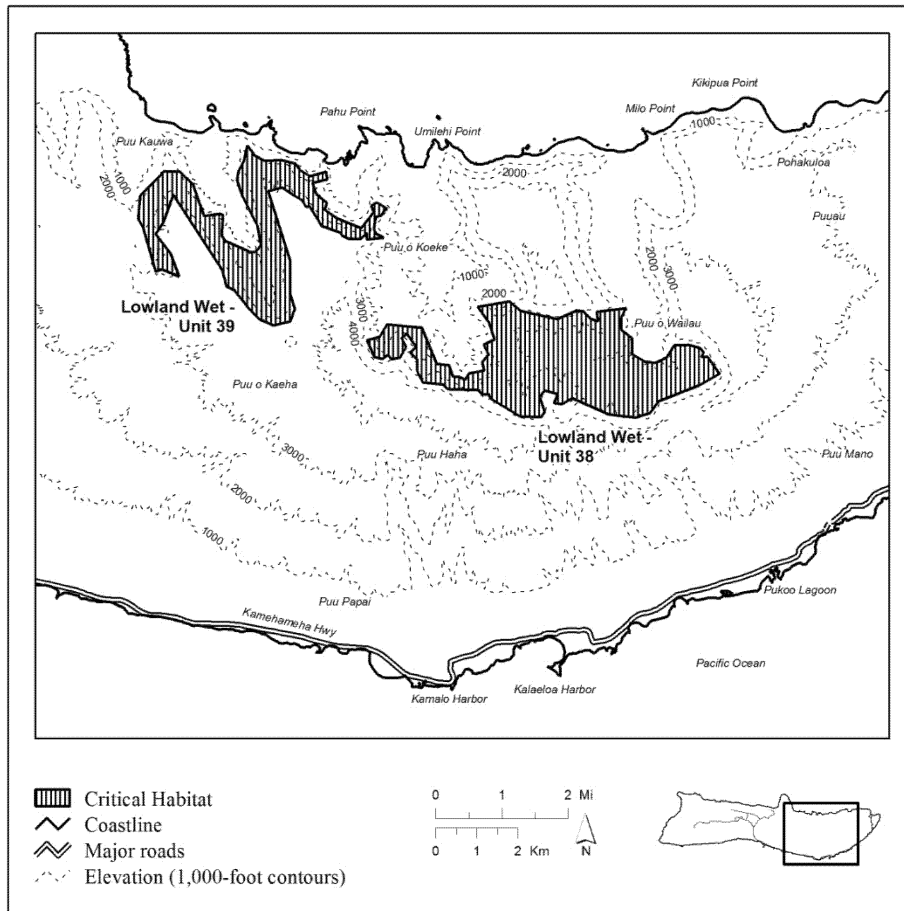 Kikipua Point
Pahu Point
Milo Point
Umilehi Point
1000
Puu Kauwa
Pohakuloa
2000
1000
2000
Puuau
Puu o Koeke
2000
3000
1000
2000
Lowland Wet -
Unit 39
3000
4000
Puu o Wailau
Puu o Kaeha
Lowland Wet -
Unit 38
Puu Haha
Puu Mano
3000
2000
1000
Puu Papai
Pukoo Lagoon
Kamehameha Hwy
Pacific Ocean
Kamalo Harbor
Kalaeloa Harbor
Critical Habitat
Coastline
Major roads
Elevation (1,000-foot contours)
0 1 2 Mi
0 1 2 Km
N